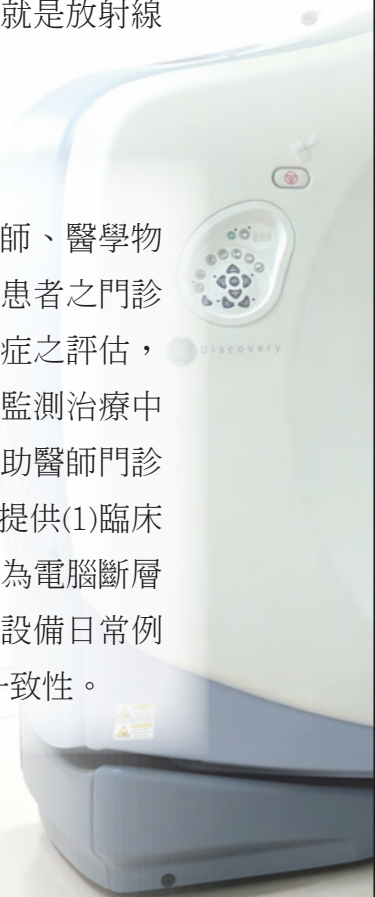 就是放射線
師、醫學物
患者之門診
症之評估，
Discovery
監測治療中
助醫師門診
提供(1)臨床
為電腦斷層
設備日常例
一致性。